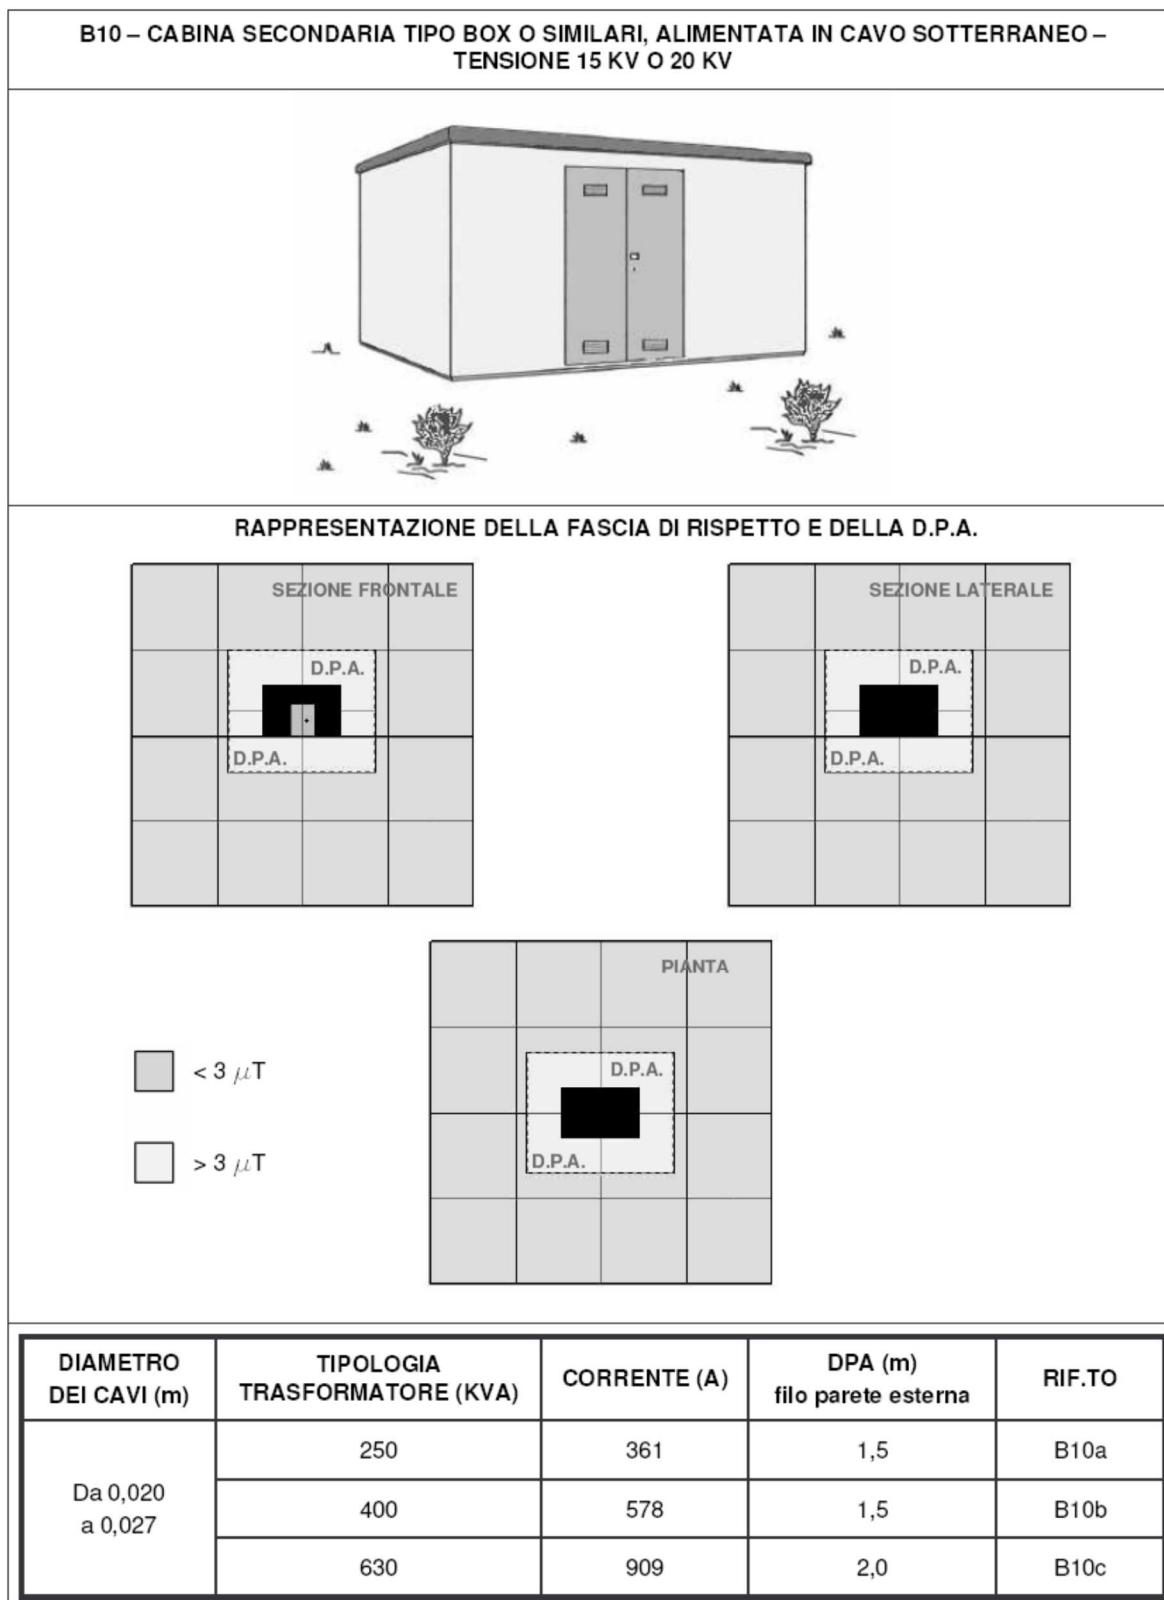 B10 – CABINA SECONDARIA TIPO BOX O SIMILARI, ALIMENTATA IN CAVO SOTTERRANEO –
TENSIONE 15 KV O 20 KV
RAPPRESENTAZIONE DELLA FASCIA DI RISPETTO E DELLA D.P.A.
SEZIONE FRONTALE
D.P.A.
D.P.A.
SEZIONE LATERALE
D.P.A.
D.P.A.
PIANTA
D.P.A.
D.P.A.
< 3 μT
> 3 μT
DIAMETRO
DEI CAVI (m)
TIPOLOGIA
TRASFORMATORE (KVA)
CORRENTE (A)
DPA (m)
filo parete esterna
RIF.TO
Da 0,020
a 0,027
250 361 1,5 B10a
400 578 1,5 B10b
630 909 2,0 B10c